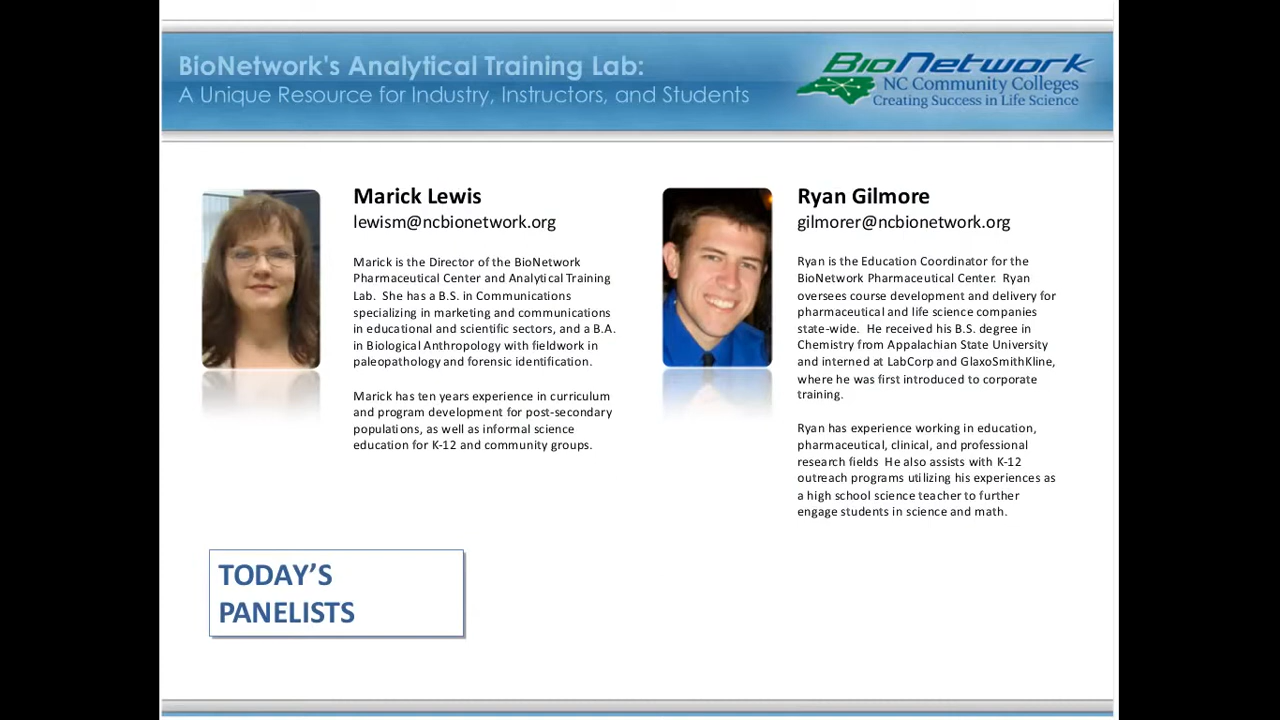 BioNetwork's Analytical Training Lab:
A Unique Resource for Industry, Instructors, and Students
BioNetwork
NC Community Colleges
Creating Success in Life Science
Marick Lewis
lewism@ncbionetwork.org
Marick is the Director of the BioNetwork
Pharmaceutical Center and Analytical Training
Lab. She has a B.S. in Communications
specializing in marketing and communications
in educational and scientific sectors, and a B.A.
in Biological Anthropology with fieldwork in
paleopathology and forensic identification.
Marick has ten years experience in curriculum
and program development for post-secondary
populations, as well as informal science
education for K-12 and community groups.
Ryan Gilmore
gilmorer@ncbionetwork.org
Ryan is the Education Coordinator for the
BioNetwork Pharmaceutical Center. Ryan
oversees course development and delivery for
pharmaceutical and life science companies
state-wide. He received his B.S. degree in
Chemistry from Appalachian State University
and interned at LabCorp and GlaxoSmithKline,
where he was first introduced to corporate
training.
Ryan has experience working in education,
pharmaceutical, clinical, and professional
research fields He also assists with K-12
outreach programs utilizing his experiences as
a high school science teacher to further
engage students in science and math.
TODAY'S
PANELISTS